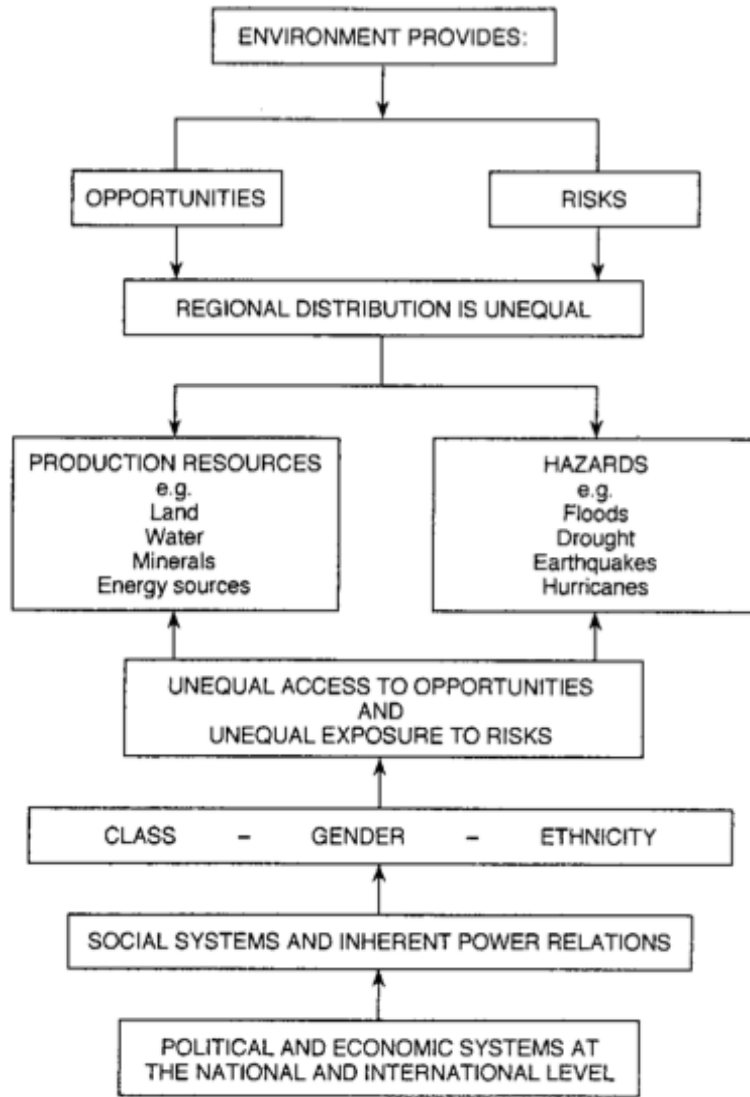 ENVIRONMENT PROVIDES:
OPPORTUNITIES
RISKS
REGIONAL DISTRIBUTION IS UNEQUAL
PRODUCTION RESOURCES
e.g.
Land
Water
Minerals
Energy sources
HAZARDS
e.g.
Floods
Drought
Earthquakes
Hurricanes
UNEQUAL ACCESS TO OPPORTUNITIES
AND
UNEQUAL EXPOSURE TO RISKS
CLASS – GENDER – ETHNICITY
SOCIAL SYSTEMS AND INHERENT POWER RELATIONS
POLITICAL AND ECONOMIC SYSTEMS AT
THE NATIONAL AND INTERNATIONAL LEVEL